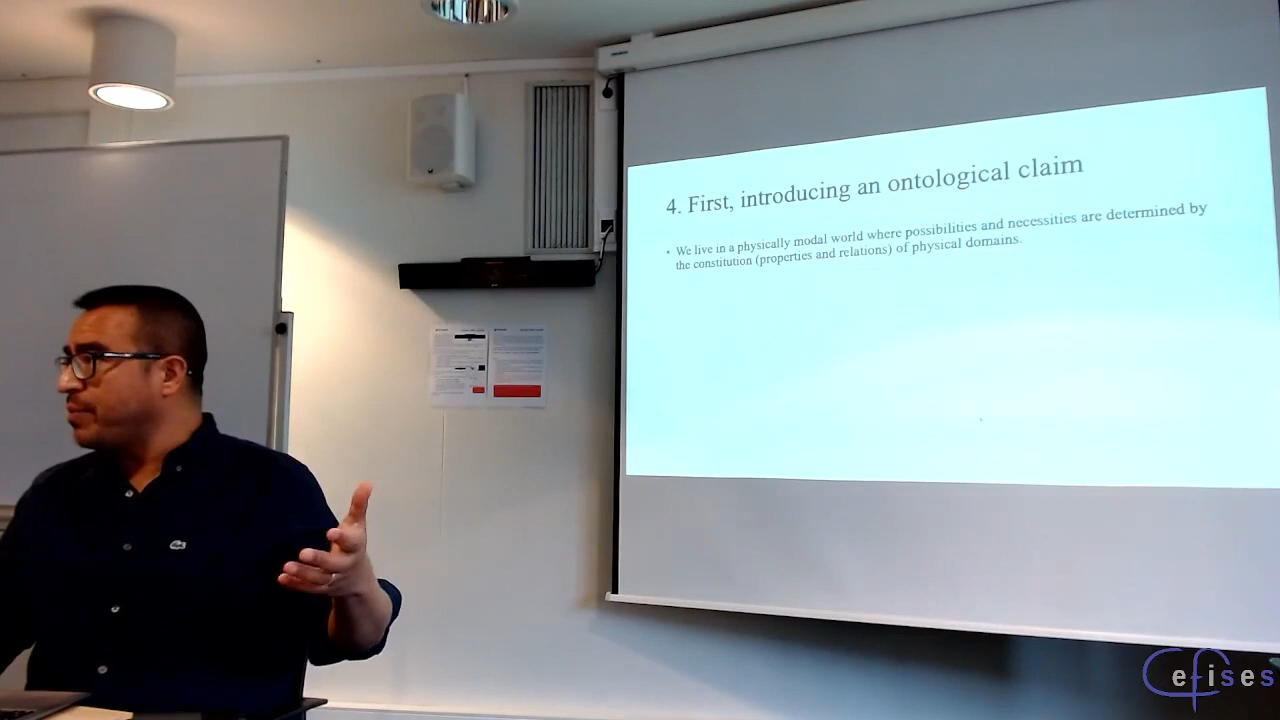 4. First, introducing an ontological claim
• We live in a physically modal world where possibilities and necessities are determined by
the constitution (properties and relations) of physical domains.
Cefises